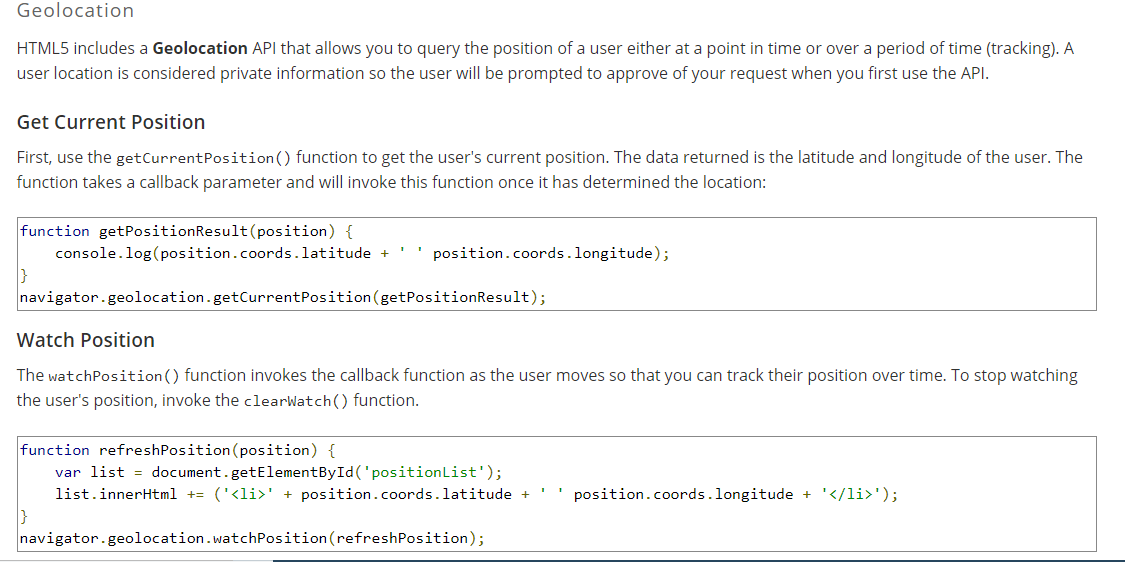 Geolocation
HTML5 includes a Geolocation API that allows you to query the position of a user either at a point in time or over a period of time (tracking). A
user location is considered private information so the user will be prompted to approve of your request when you first use the API.
Get Current Position
First, use the getCurrentPosition() function to get the user's current position. The data returned is the latitude and longitude of the user. The
function takes a callback parameter and will invoke this function once it has determined the location:
function getPositionResult(position) {
    console.log(position.coords.latitude + ' ' position.coords.longitude);
}
navigator.geolocation.getCurrentPosition(getPositionResult);
Watch Position
The watchPosition() function invokes the callback function as the user moves so that you can track their position over time. To stop watching
the user's position, invoke the clearWatch() function.
function refreshPosition(position) {
    var list = document.getElementById('positionList');
    list.innerHtml += ('<li>' + position.coords.latitude + ' ' position.coords.longitude + '</li>');
}
navigator.geolocation.watchPosition(refreshPosition);